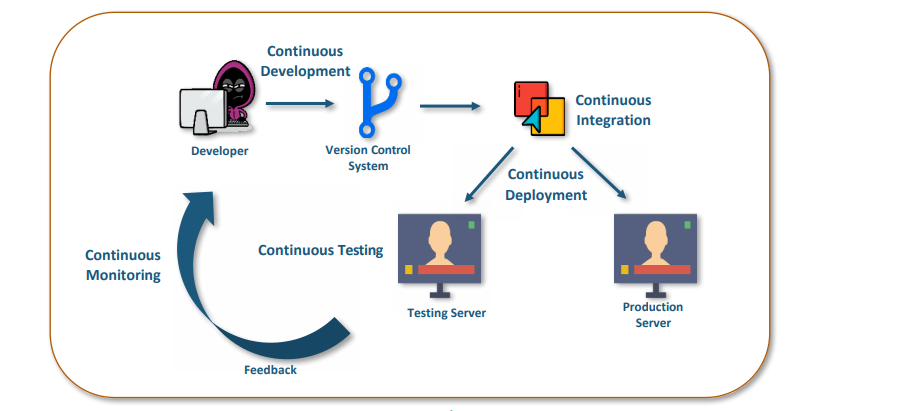 Continuous
Development
Developer
Version Control
System
Continuous
Integration
Continuous
Deployment
Continuous
Monitoring
Continuous Testing
Testing Server
Production
Server
Feedback